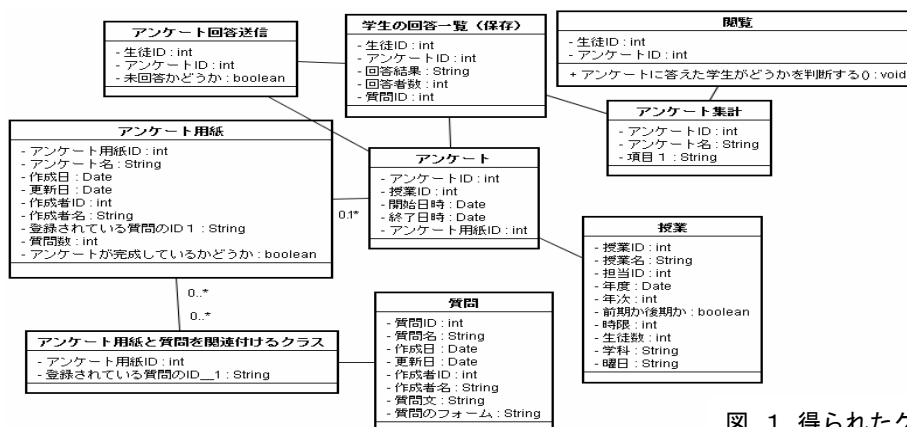 アンケート回答送信
- 生徒ID : int
- アンケートID : int
- 未回答かどうか : boolean
学生の回答一覧（保存）
- 生徒ID : int
- アンケートID : int
- 回答結果 : String
- 回答者数 : int
- 質問ID : int
閲覧
- 生徒ID : int
- アンケートID : int
+ アンケートに答えた学生がどうかを判断する() : void
アンケート集計
- アンケートID : int
- アンケート名 : String
- 項目１ : String
アンケート用紙
- アンケート用紙ID : int
- アンケート名 : String
- 作成日 : Date
- 更新日 : Date
- 作成者ID : int
- 作成者名 : String
- 登録されている質問のID１ : String
- 質問数 : int
- アンケートが完成しているかどうか : boolean
0.1*
アンケート
- アンケートID : int
- 授業ID : int
- 開始日時 : Date
- 終了日時 : Date
- アンケート用紙ID : int
授業
- 授業ID : int
- 授業名 : String
- 担当ID : int
- 年度 : Date
- 年次 : int
- 前期か後期か : boolean
- 時限 : int
- 生徒数 : int
- 学科 : String
- 曜日 : String
0..*
0..*
アンケート用紙と質問を関連付けるクラス
- アンケート用紙ID : int
- 登録されている質問のID__1 : String
質問
- 質問ID : int
- 質問名 : String
- 作成日 : Date
- 更新日 : Date
- 作成者ID : int
- 作成者名 : String
- 質問文 : String
- 質問のフォーム : String
図 1 得られたク